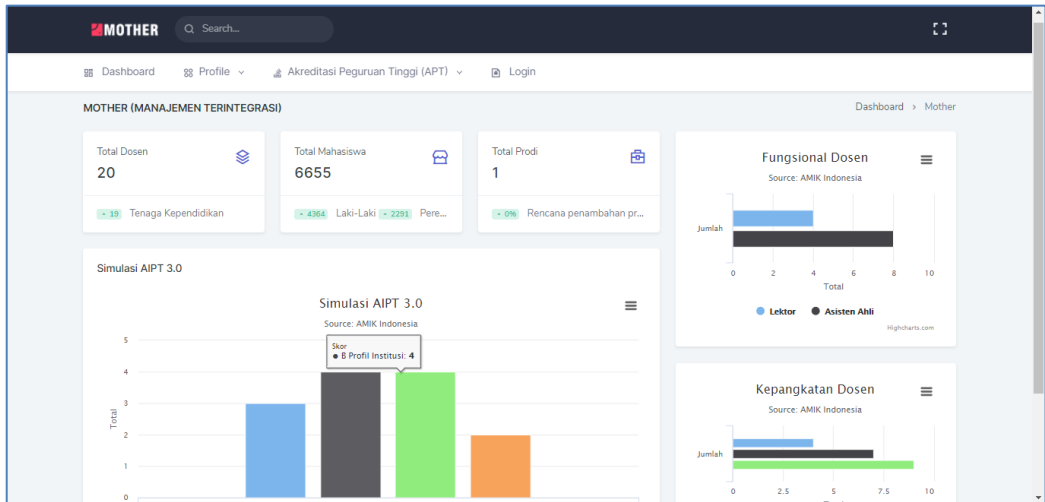 MOTHER
Search...
Dashboard
Profile
Akreditasi Peguruan Tinggi (APT)
Login
MOTHER (MANAJEMEN TERINTEGRASI)
Dashboard > Mother
Total Dosen
20
19 Tenaga Kependidikan
Total Mahasiswa
6655
4364 Laki-Laki 2291 Pere...
Total Prodi
1
0% Rencana penambahan pr...
Simulasi AIPT 3.0
Simulasi AIPT 3.0
Source: AMIK Indonesia
Skor
● B Profil Institusi: 4
Total
5
4
3
2
1
0
Fungsional Dosen
Source: AMIK Indonesia
Jumlah
0 2 4 6 8 10
Total
Lektor Asisten Ahli
Highcharts.com
Kepangkatan Dosen
Source: AMIK Indonesia
Jumlah
0 2.5 5 7.5 10